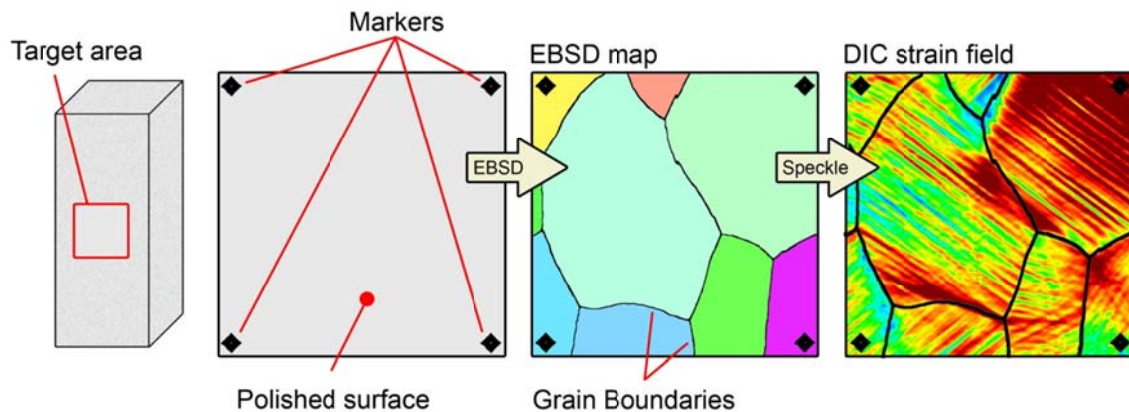 Markers
Target area
EBSD map
DIC strain field
EBSD
Speckle
Polished surface
Grain Boundaries